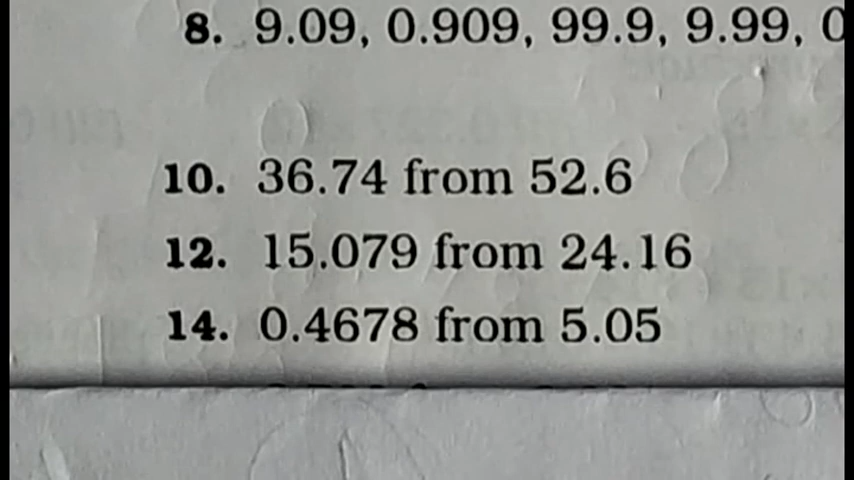 8. 9.09, 0.909, 99.9, 9.99,
10. 36.74 from 52.6
12. 15.079 from 24.16
14. 0.4678 from 5.05